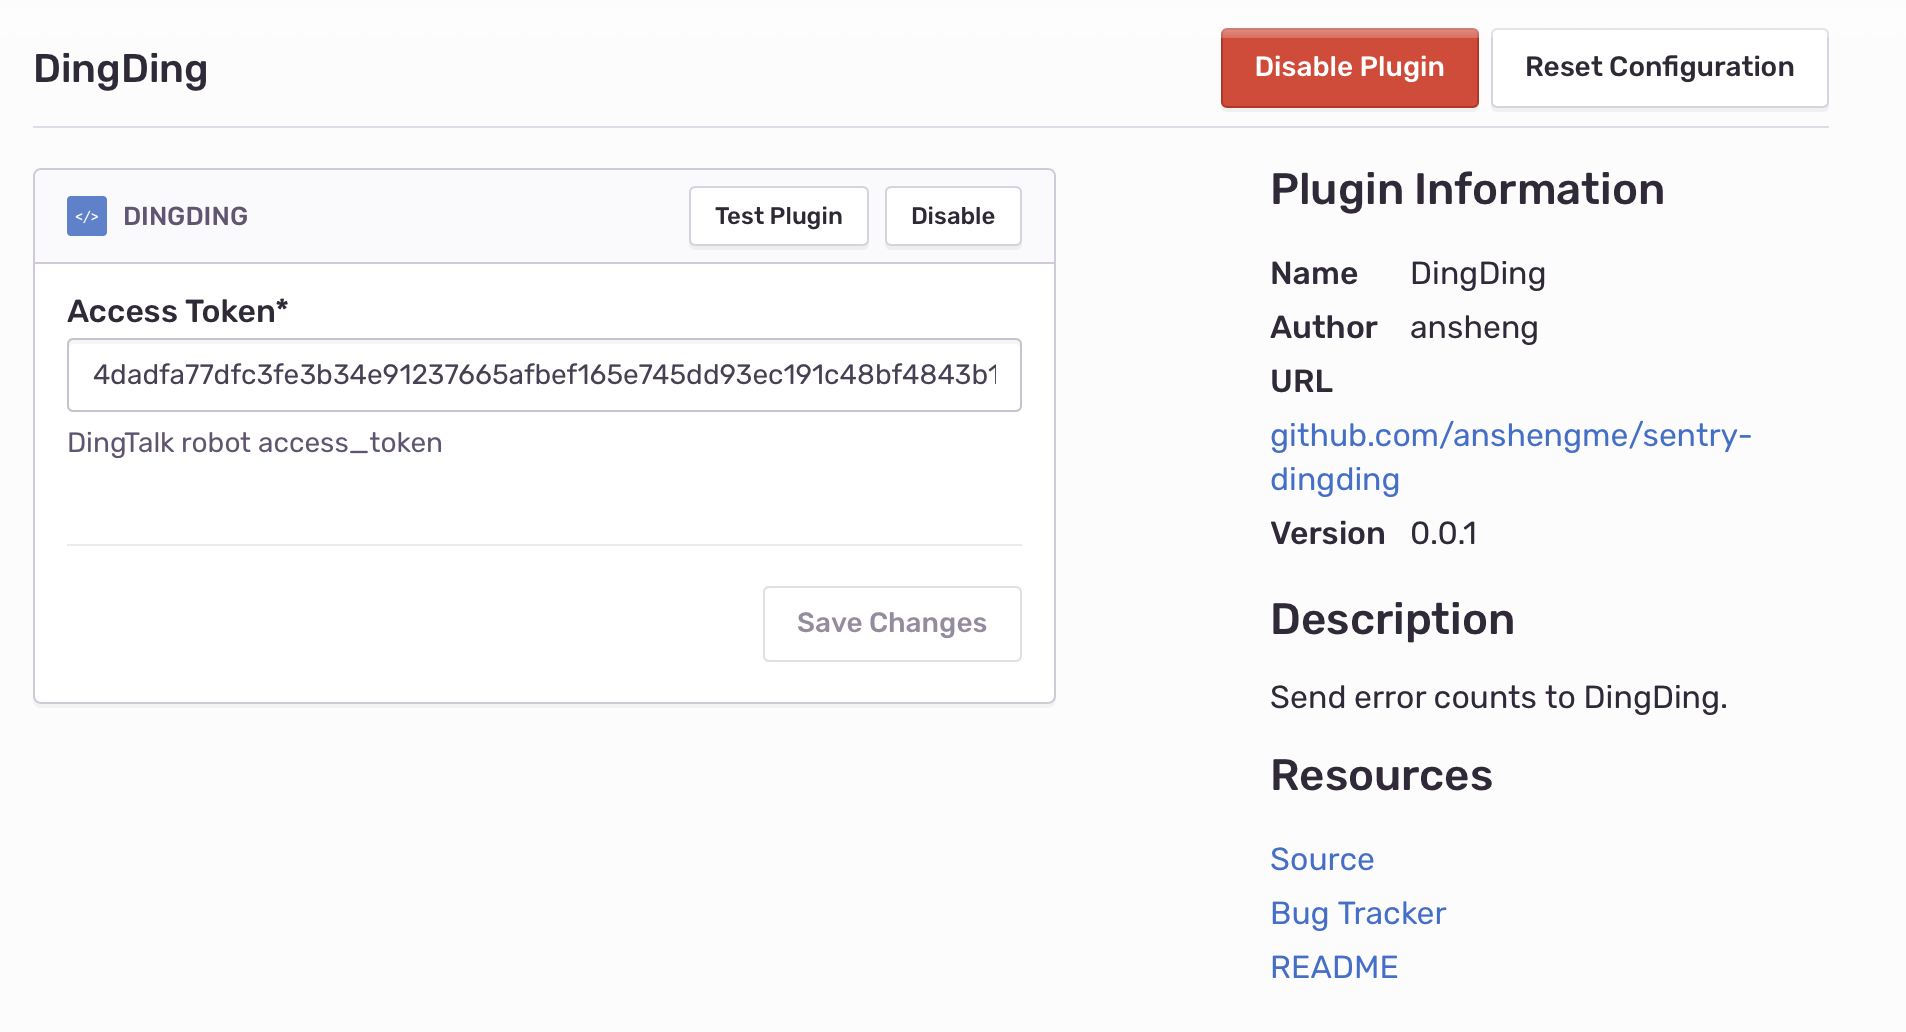 DingDing
Disable Plugin
Reset Configuration
</>
DINGDING
Test Plugin
Disable
Access Token*
4dadfa77dfc3fe3b34e91237665afbef165e745dd93ec191c48bf4843b1
DingTalk robot access_token
Save Changes
Plugin Information
Name DingDing
Author ansheng
URL
github.com/anshengme/sentry-
dingding
Version 0.0.1
Description
Send error counts to DingDing.
Resources
Source
Bug Tracker
README